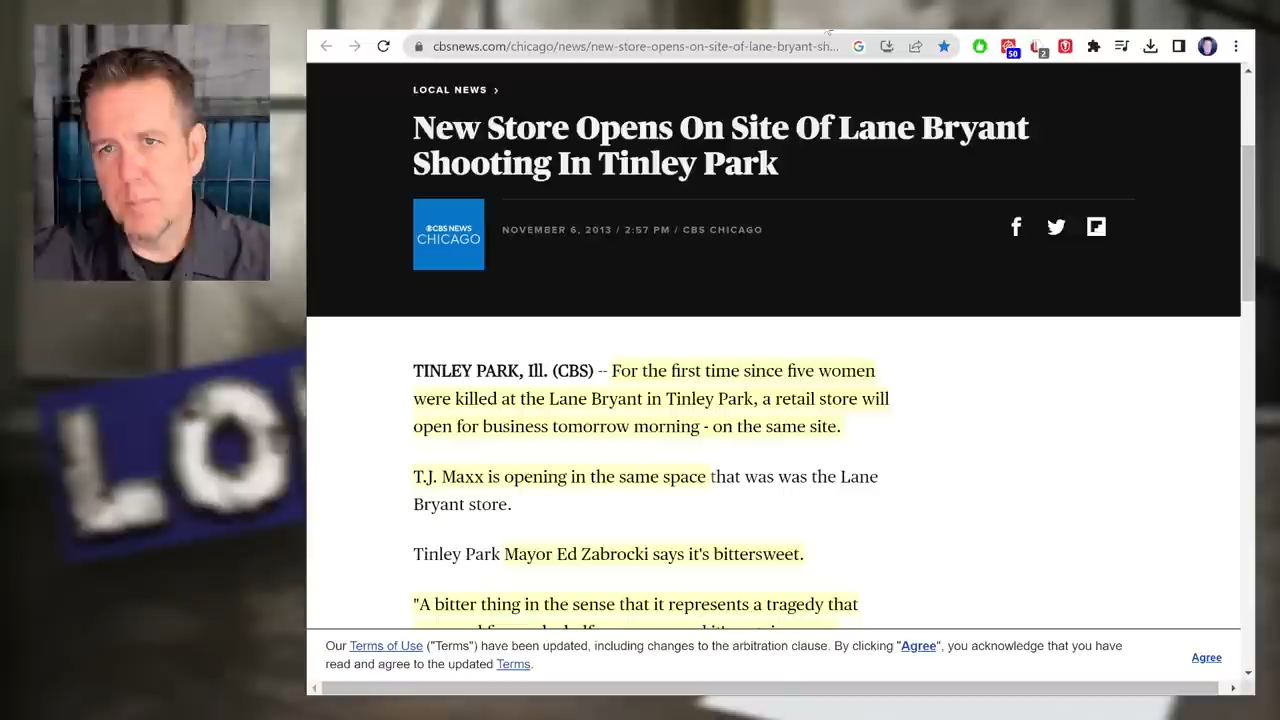 cbsnews.com/chicago/news/new-store-opens-on-site-of-lane-bryant-sh...
50
2
LOCAL NEWS ›
New Store Opens On Site Of Lane Bryant
Shooting In Tinley Park
CBS NEWS
CHICAGO
NOVEMBER 6, 2013 / 2:57 PM / CBS CHICAGO
TINLEY PARK, Ill. (CBS) -- For the first time since five women
were killed at the Lane Bryant in Tinley Park, a retail store will
open for business tomorrow morning - on the same site.
T.J. Maxx is opening in the same space that was was the Lane
Bryant store.
Tinley Park Mayor Ed Zabrocki says it's bittersweet.
"A bitter thing in the sense that it represents a tragedy that
Our Terms of Use ("Terms") have been updated, including changes to the arbitration clause. By clicking "Agree", you acknowledge that you have
read and agree to the updated Terms.
Agree
LO